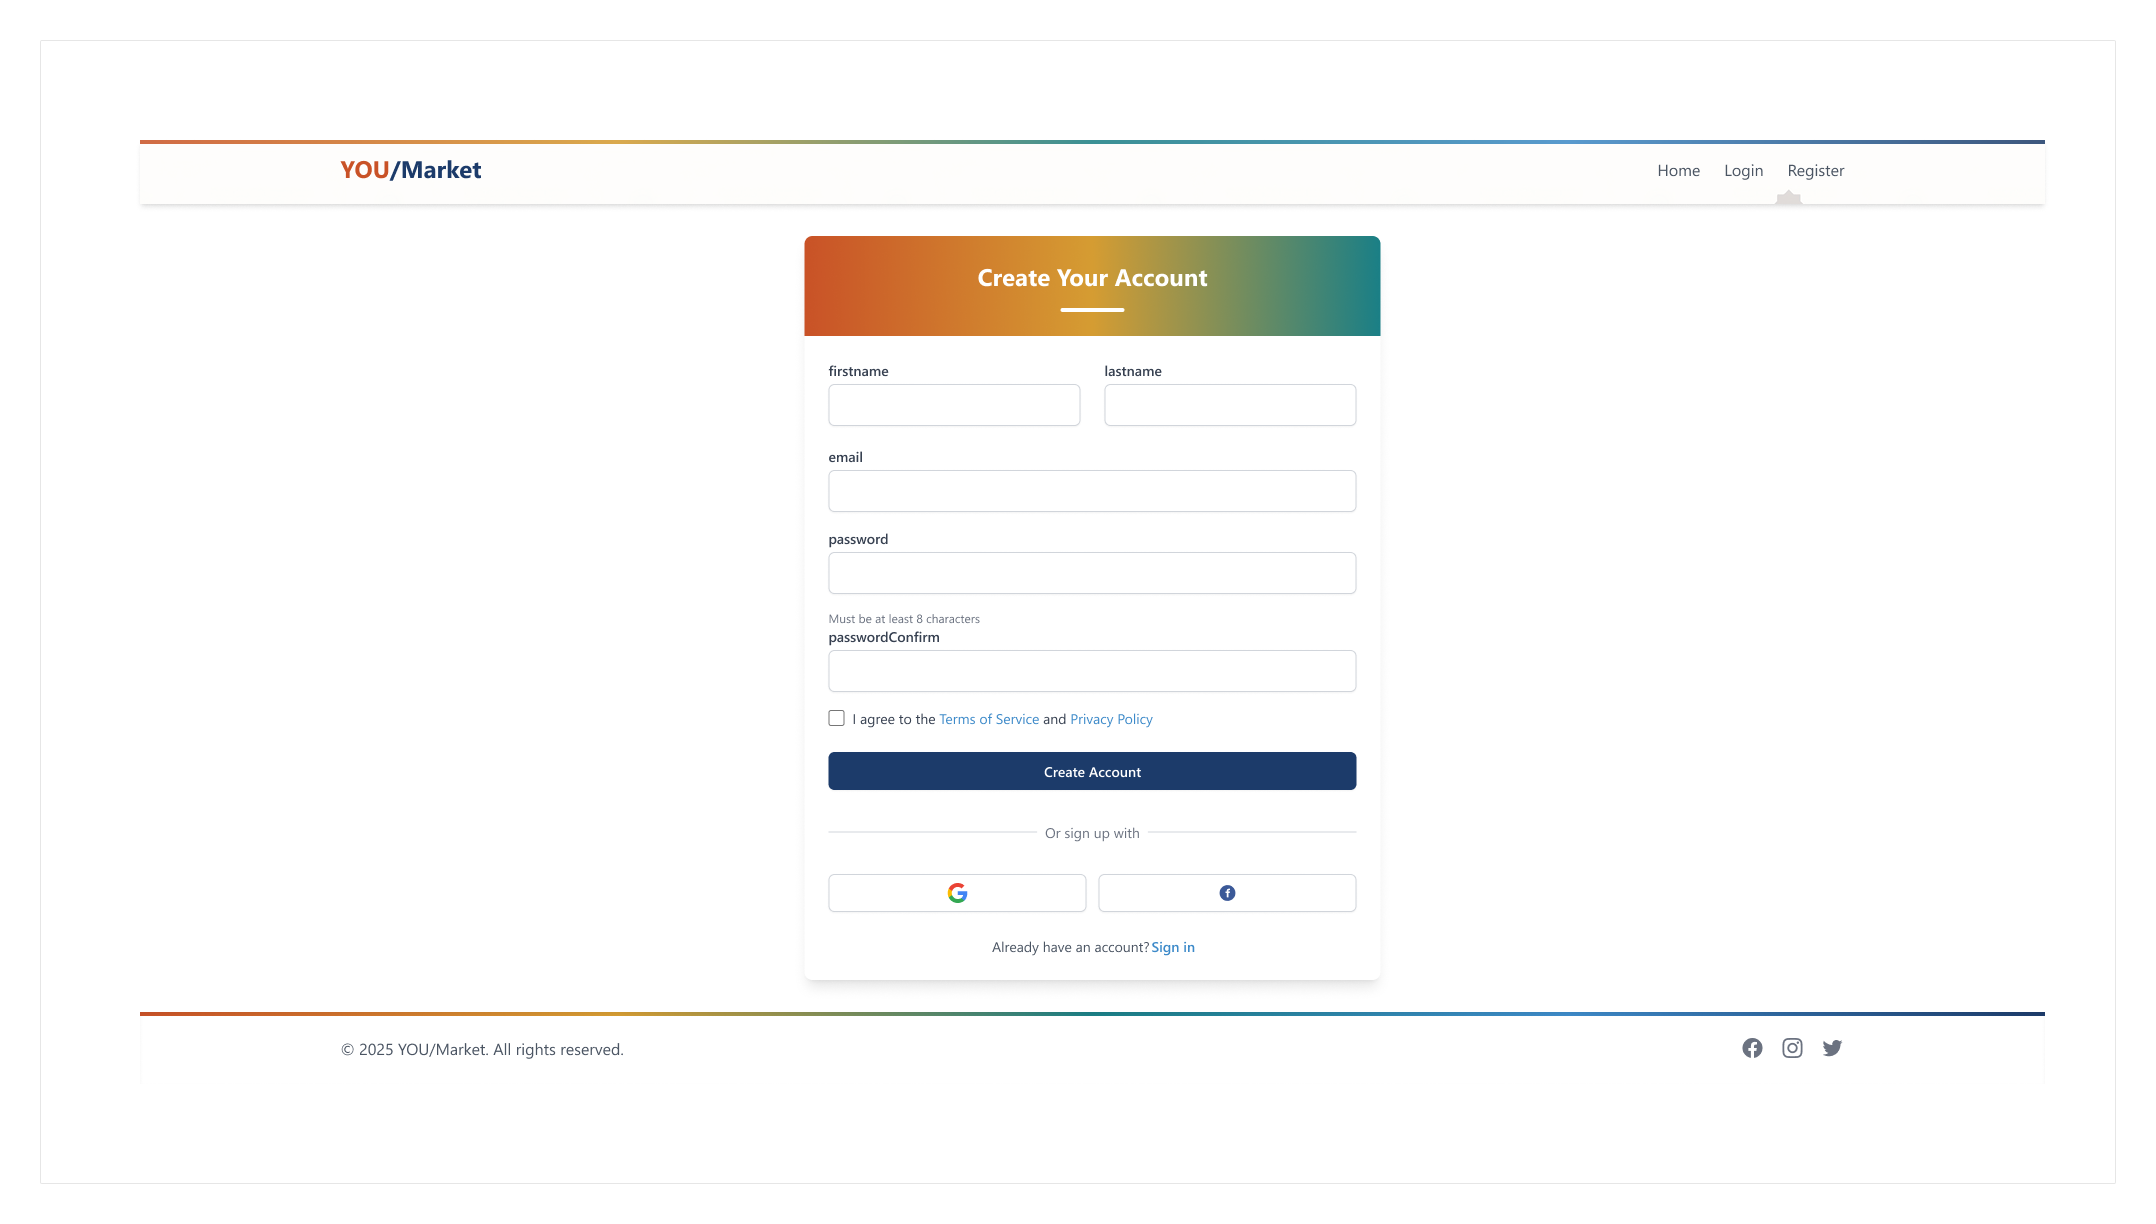 YOU/Market
Home Login Register
Create Your Account
firstname lastname
email
password
Must be at least 8 characters
passwordConfirm
I agree to the Terms of Service and Privacy Policy
Create Account
Or sign up with
Already have an account? Sign in
© 2025 YOU/Market. All rights reserved.